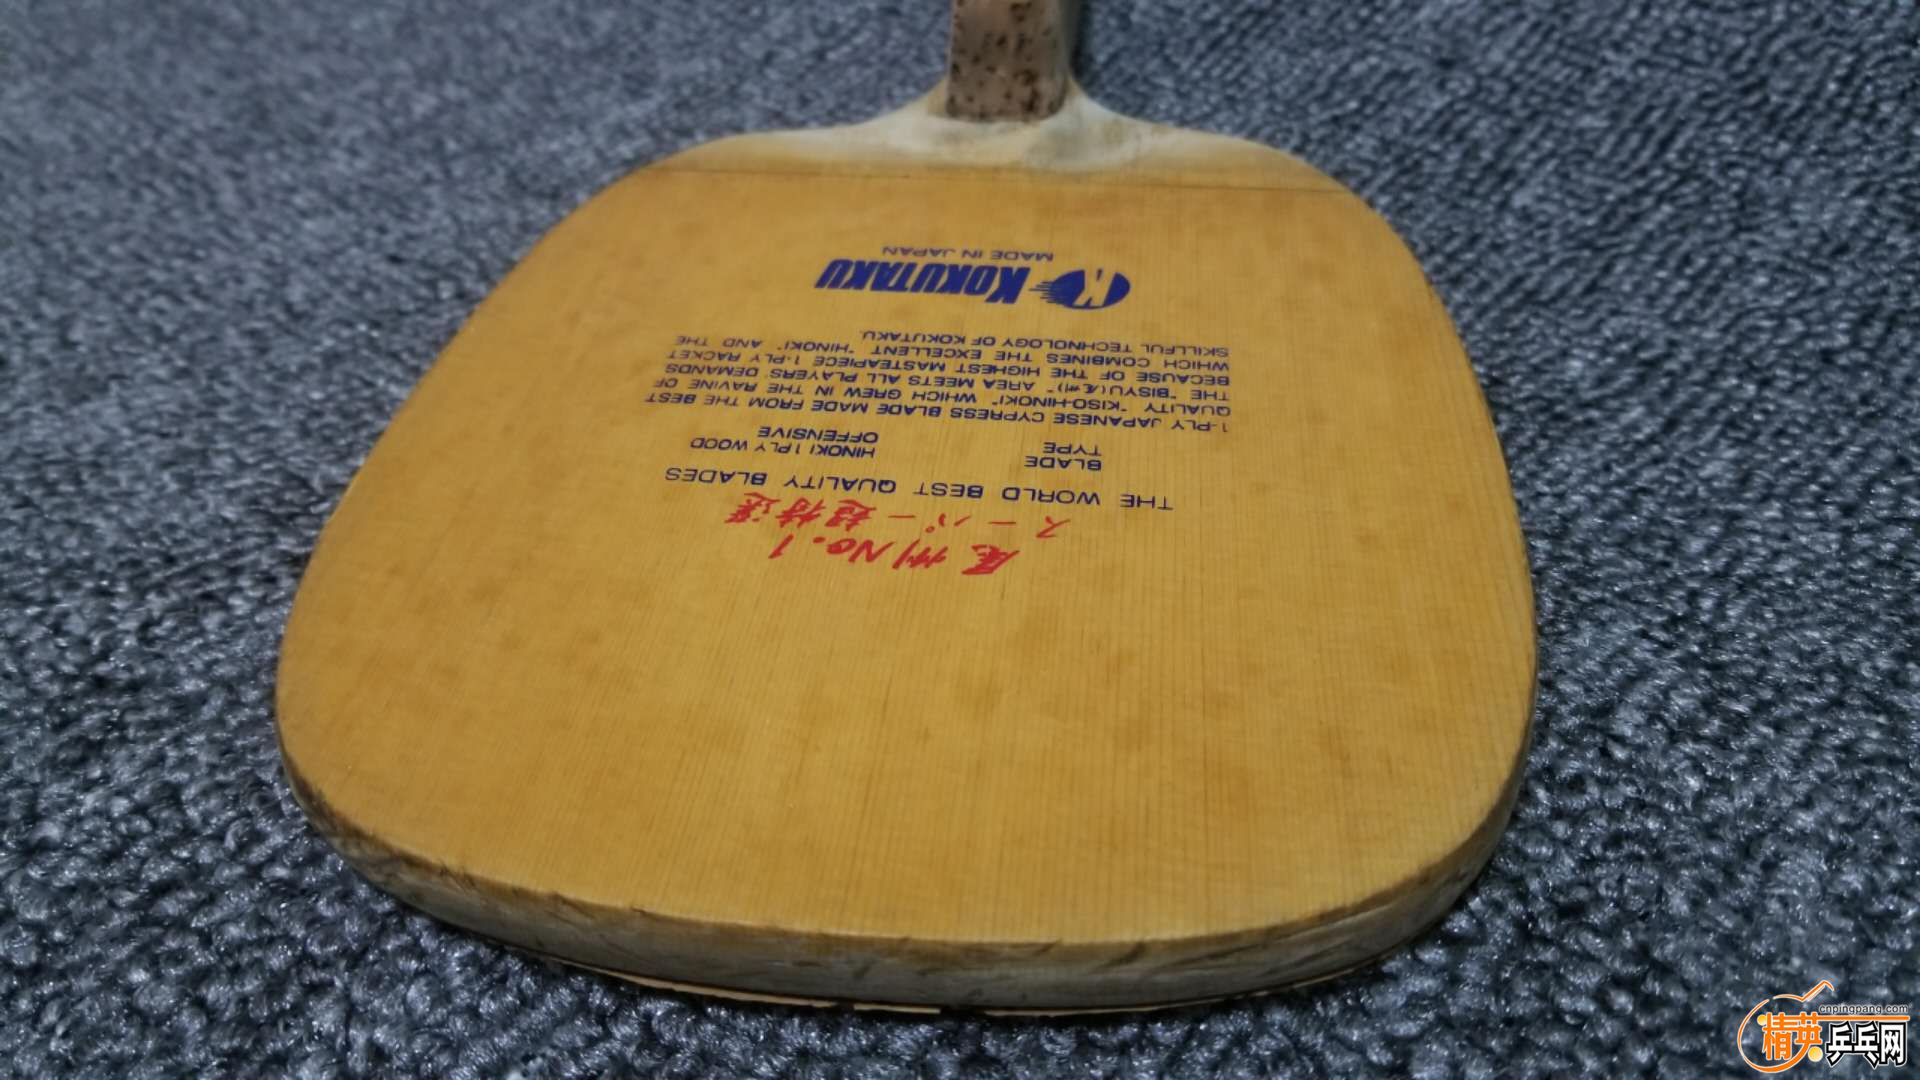 尾州 No. 1
スーパー超特選
THE WORLD BEST QUALITY BLADES
BLADE HINOKI 1 PLY WOOD
TYPE OFFENSIVE
1-PLY JAPANESE CYPRESS BLADE MADE FROM THE BEST
QUALITY "KISO-HINOKI" WHICH GREW IN THE RAVINE OF
THE "BISYU(尾州)" AREA MEETS ALL PLAYERS' DEMANDS
BECAUSE OF THE HIGHEST MASTEAPIECE 1-PLY RACKET
WHICH COMBINES THE EXCELLENT "HINOKI" AND THE
SKILLFUL TECHNOLOGY OF KOKUTAKU.
KOKUTAKU
MADE IN JAPAN
cnpingpang.com
精英乒乓网